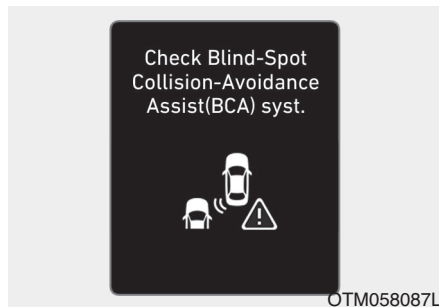 Check Blind-Spot
Collision-Avoidance
Assist(BCA) syst.
OTM058087L